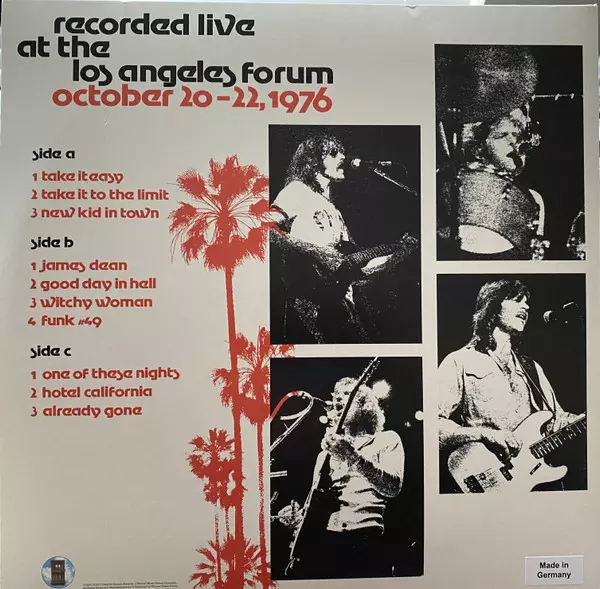 recorded live
at the
los angeles forum
october 20-22, 1976
side a
1 take it easy
2 take it to the limit
3 new kid in town
side b
1 james dean
2 good day in hell
3 witchy woman
4 funk #49
side c
1 one of these nights
2 hotel california
3 already gone
Made in
Germany